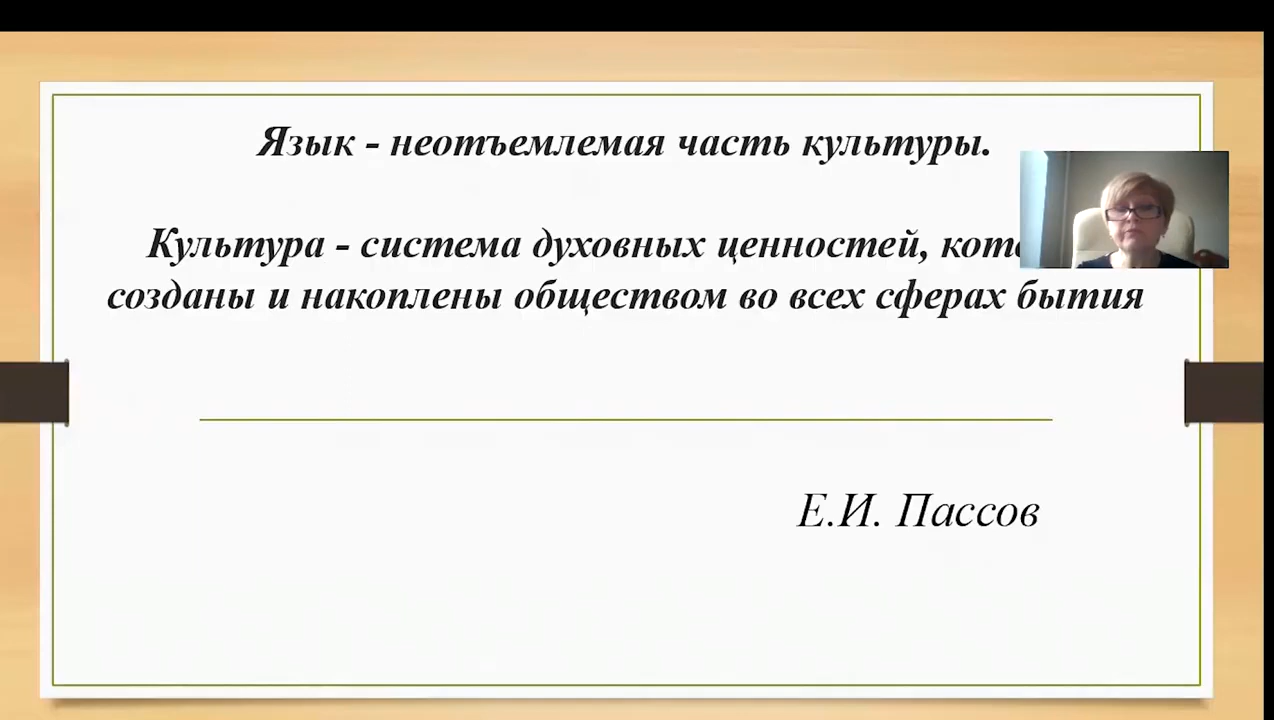 Язык - неотъемлемая часть культуры.
Культура - система духовных ценностей,
созданы и накоплены обществом во всех сферах бытия
Е.И. Пассов